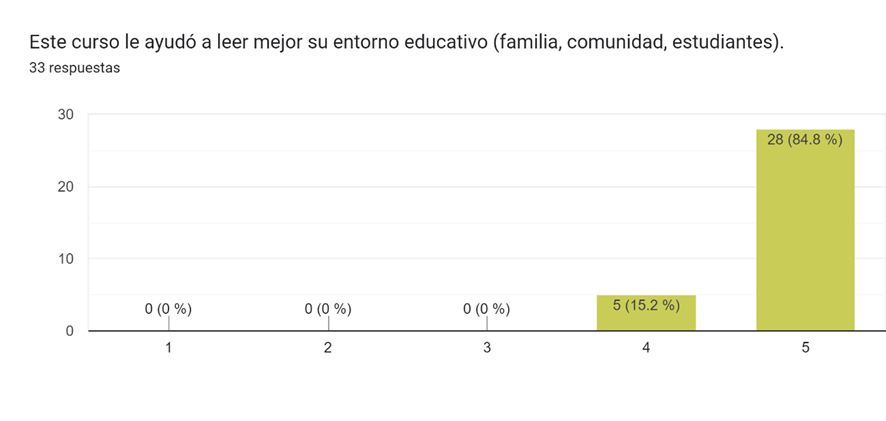 Este curso le ayudó a leer mejor su entorno educativo (familia, comunidad, estudiantes).
33 respuestas
30
20
10
0
0 (0 %)
0 (0 %)
0 (0 %)
5 (15.2 %)
28 (84.8 %)
1
2
3
4
5